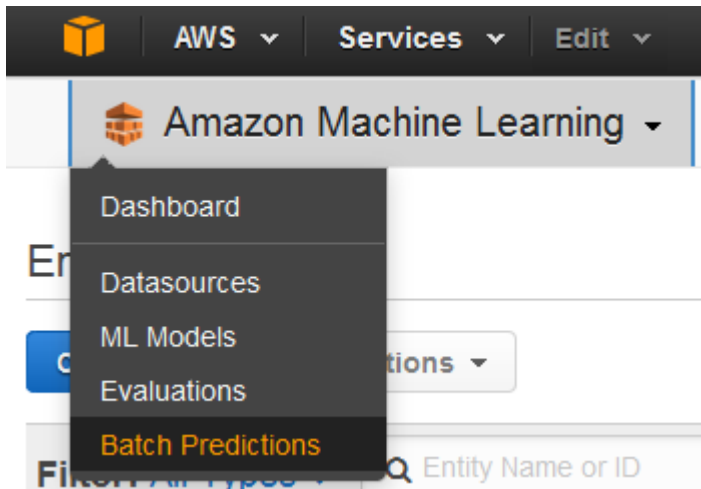 AWS Services Edit
Amazon Machine Learning
Dashboard
Datasources
ML Models
Evaluations
Batch Predictions
Entity Name or ID